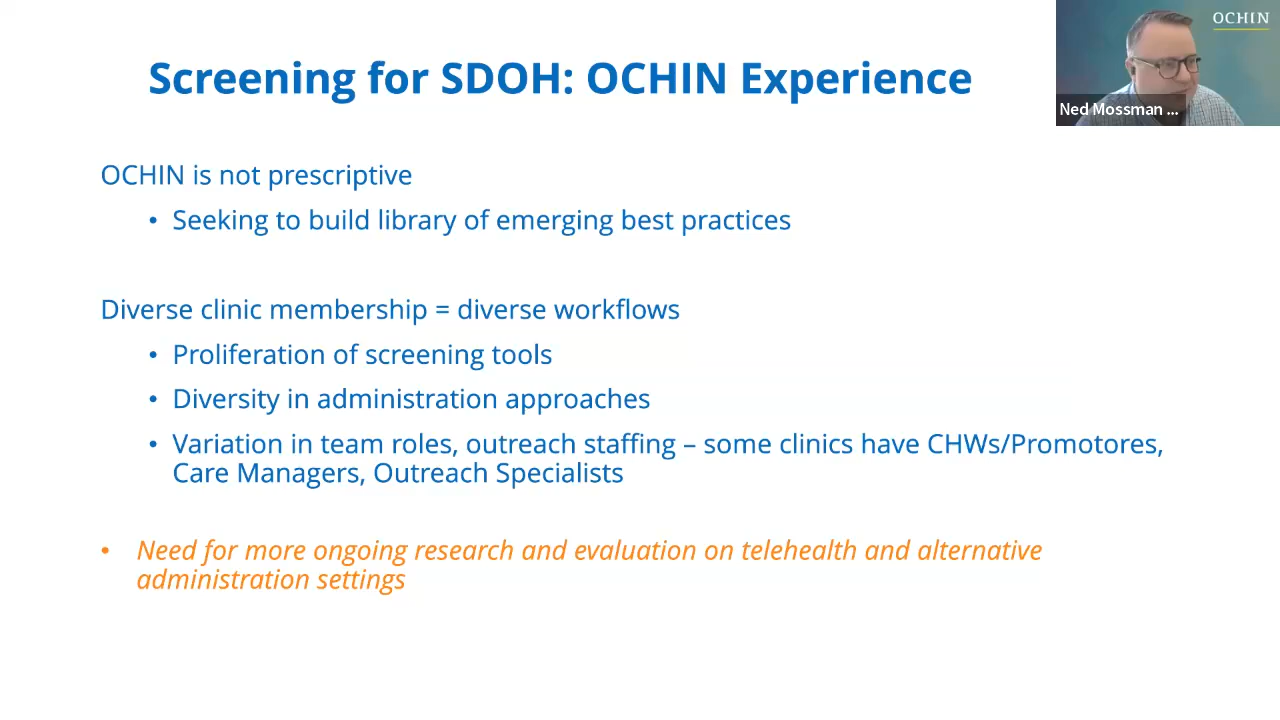 Screening for SDOH: OCHIN Experience
OCHIN
Ned Mossman ...
OCHIN is not prescriptive
• Seeking to build library of emerging best practices
Diverse clinic membership = diverse workflows
• Proliferation of screening tools
• Diversity in administration approaches
• Variation in team roles, outreach staffing – some clinics have CHWs/Promotores,
Care Managers, Outreach Specialists
• Need for more ongoing research and evaluation on telehealth and alternative
administration settings